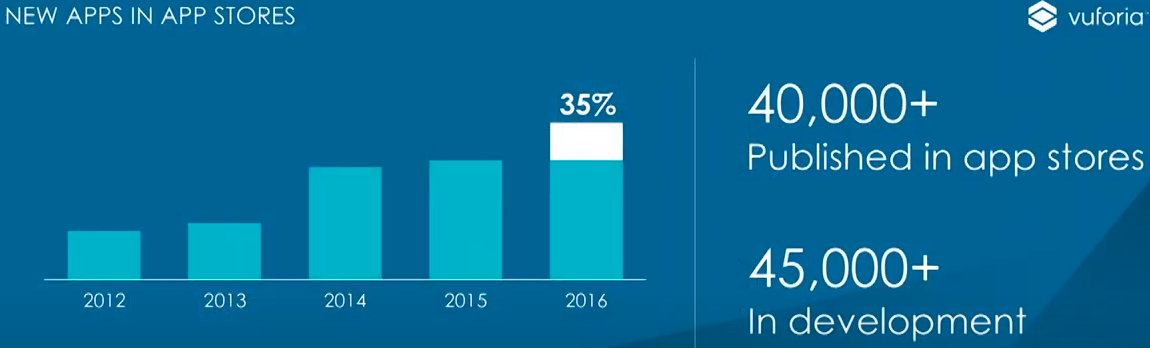 NEW APPS IN APP STORES
vuforia
35%
2012 2013 2014 2015 2016
40,000+
Published in app stores
45,000+
In development